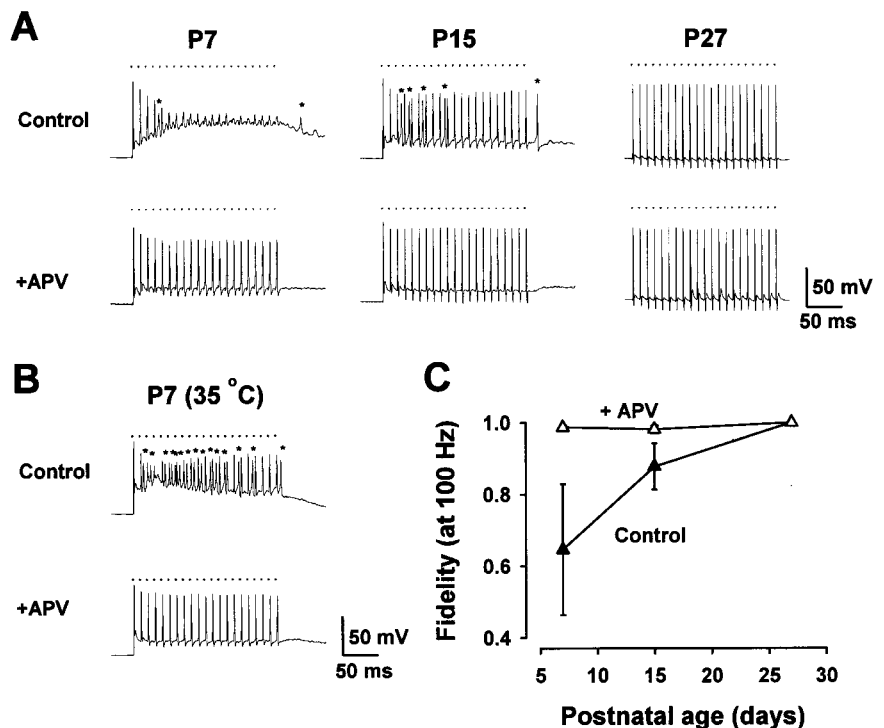 A
P7 P15 P27
Control
+APV
50 mV
50 ms
B
P7 (35 °C)
Control
+APV
50 mV
50 ms
C
Fidelity (at 100 Hz)
1.0
0.8
0.6
0.4
+ APV
Control
5 10 15 20 25 30
Postnatal age (days)